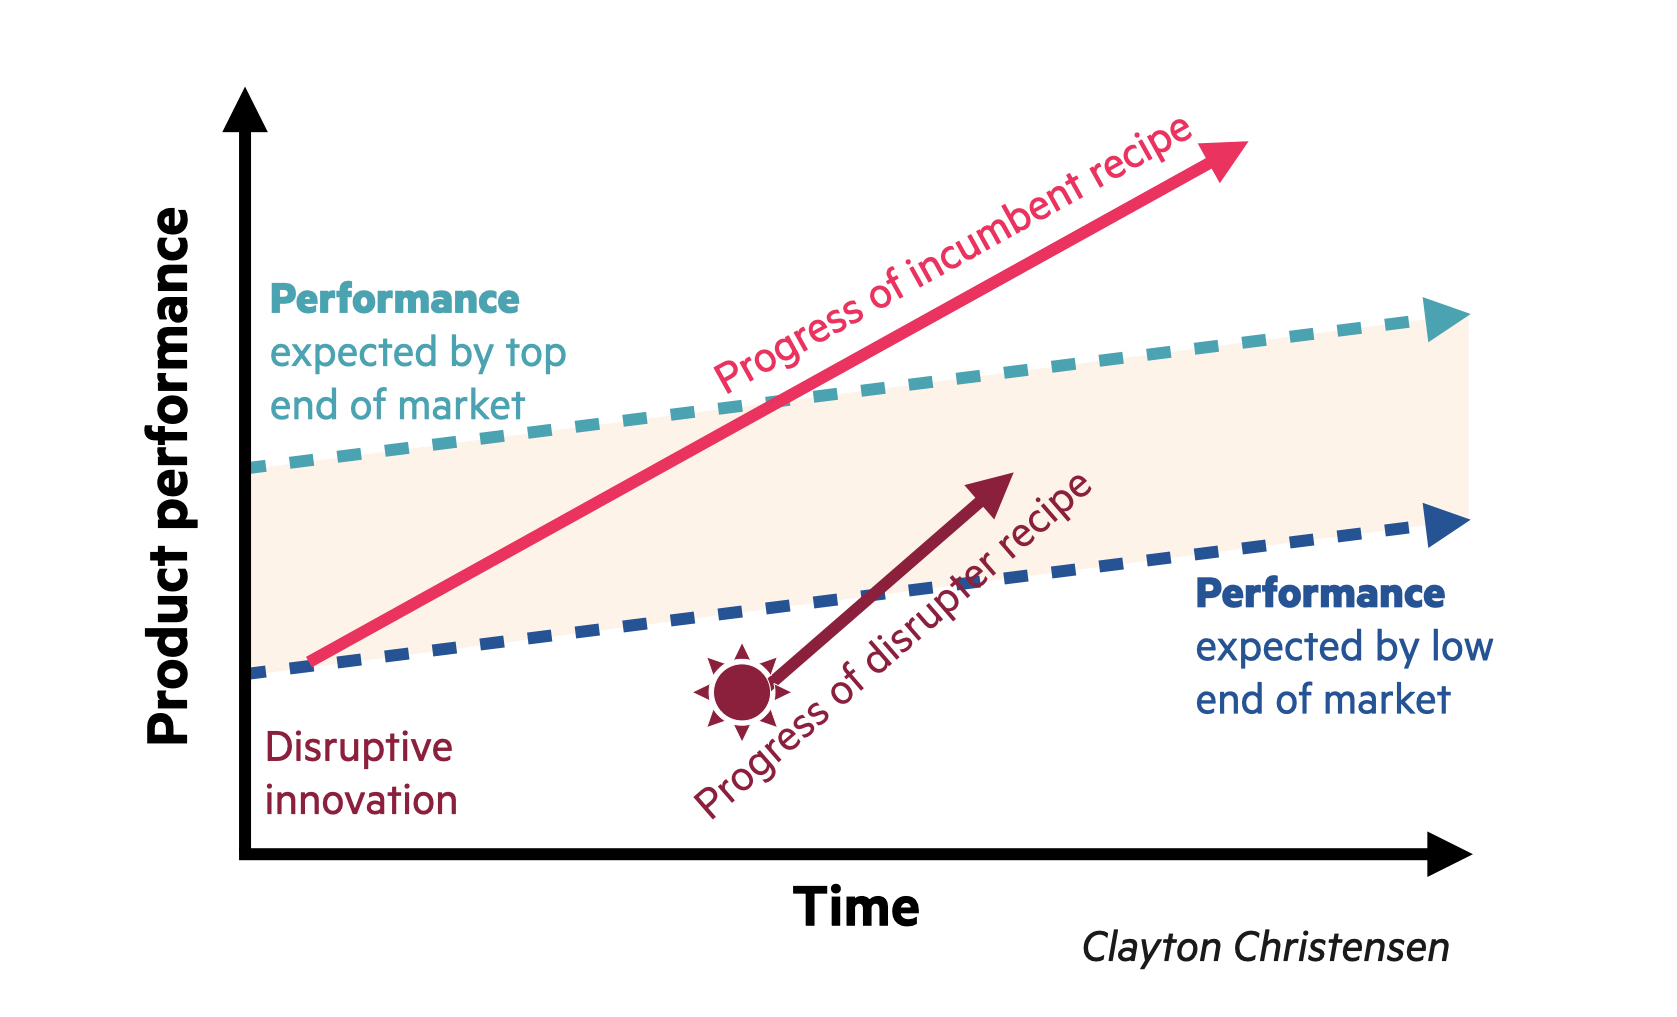 Product performance
Performance
expected by top
end of market
Progress of incumbent recipe
Progress of disrupter recipe
Performance
expected by low
end of market
Disruptive
innovation
Time
Clayton Christensen